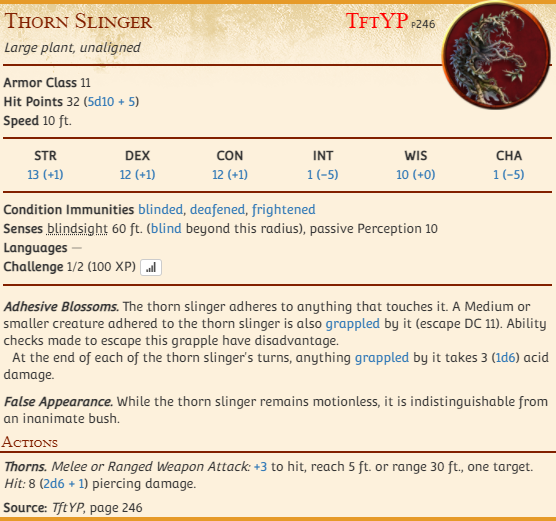 Thorn Slinger TftYP p246
Large plant, unaligned
Armor Class 11
Hit Points 32 (5d10 + 5)
Speed 10 ft.
STR DEX CON INT WIS CHA
13 (+1) 12 (+1) 12 (+1) 1 (−5) 10 (+0) 1 (−5)
Condition Immunities blinded, deafened, frightened
Senses blindsight 60 ft. (blind beyond this radius), passive Perception 10
Languages —
Challenge 1/2 (100 XP)
Adhesive Blossoms. The thorn slinger adheres to anything that touches it. A Medium or
smaller creature adhered to the thorn slinger is also grappled by it (escape DC 11). Ability
checks made to escape this grapple have disadvantage.
At the end of each of the thorn slinger's turns, anything grappled by it takes 3 (1d6) acid
damage.
False Appearance. While the thorn slinger remains motionless, it is indistinguishable from
an inanimate bush.
Actions
Thorns. Melee or Ranged Weapon Attack: +3 to hit, reach 5 ft. or range 30 ft., one target.
Hit: 8 (2d6 + 1) piercing damage.
Source: TftYP, page 246